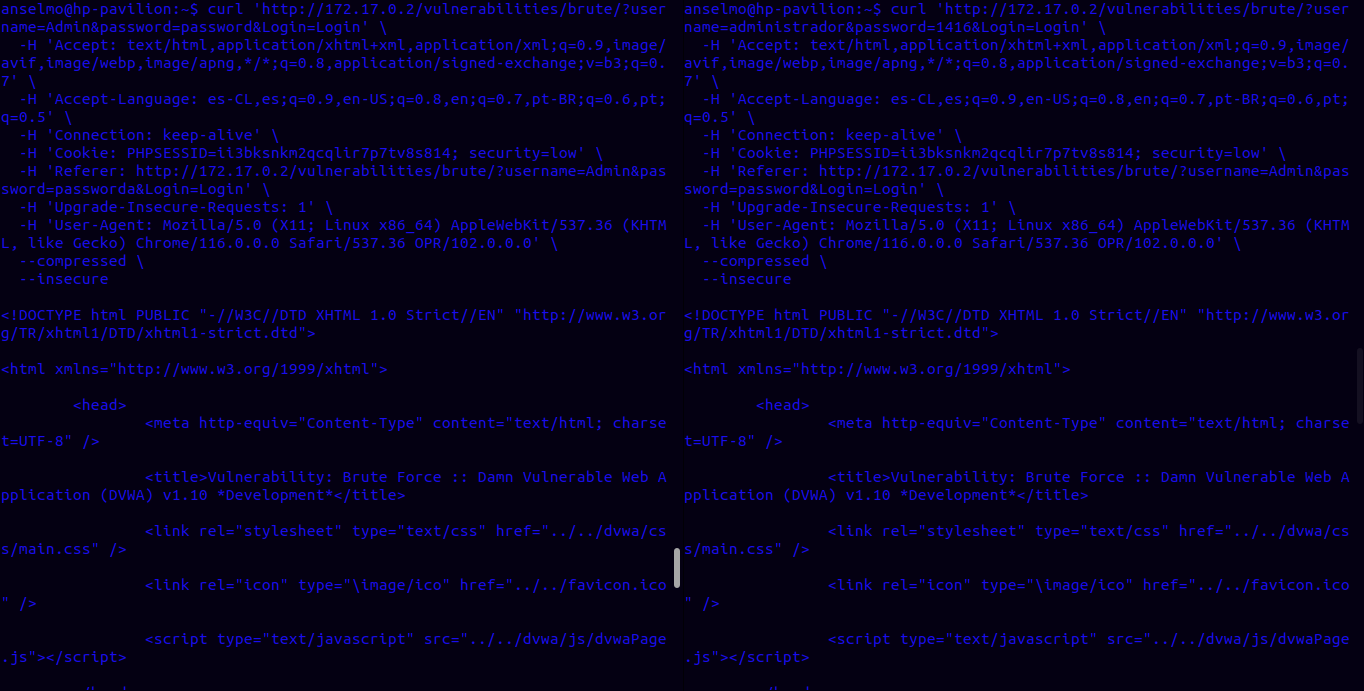 anselmo@hp-pavilion:~$ curl 'http://172.17.0.2/vulnerabilities/brute/?user
name=Admin&password=password&Login=Login' \
  -H 'Accept: text/html,application/xhtml+xml,application/xml;q=0.9,image/
avif,image/webp,image/apng,*/*;q=0.8,application/signed-exchange;v=b3;q=0.
7' \
  -H 'Accept-Language: es-CL,es;q=0.9,en-US;q=0.8,en;q=0.7,pt-BR;q=0.6,pt;
q=0.5' \
  -H 'Connection: keep-alive' \
  -H 'Cookie: PHPSESSID=ii3bksnkm2qcqlir7p7tv8s814; security=low' \
  -H 'Referer: http://172.17.0.2/vulnerabilities/brute/?username=Admin&pas
sword=passworda&Login=Login' \
  -H 'Upgrade-Insecure-Requests: 1' \
  -H 'User-Agent: Mozilla/5.0 (X11; Linux x86_64) AppleWebKit/537.36 (KHTM
L, like Gecko) Chrome/116.0.0.0 Safari/537.36 OPR/102.0.0.0' \
  --compressed \
  --insecure
<!DOCTYPE html PUBLIC "-//W3C//DTD XHTML 1.0 Strict//EN" "http://www.w3.or
g/TR/xhtml1/DTD/xhtml1-strict.dtd">
<html xmlns="http://www.w3.org/1999/xhtml">
        <head>
                <meta http-equiv="Content-Type" content="text/html; charse
t=UTF-8" />
                <title>Vulnerability: Brute Force :: Damn Vulnerable Web A
pplication (DVWA) v1.10 *Development*</title>
                <link rel="stylesheet" type="text/css" href="../../dvwa/cs
s/main.css" />
                <link rel="icon" type="\image/ico" href="../../favicon.ico
" />
                <script type="text/javascript" src="../../dvwa/js/dvwaPage
.js"></script>
anselmo@hp-pavilion:~$ curl 'http://172.17.0.2/vulnerabilities/brute/?user
name=administrador&password=1416&Login=Login' \
  -H 'Accept: text/html,application/xhtml+xml,application/xml;q=0.9,image/
avif,image/webp,image/apng,*/*;q=0.8,application/signed-exchange;v=b3;q=0.
7' \
  -H 'Accept-Language: es-CL,es;q=0.9,en-US;q=0.8,en;q=0.7,pt-BR;q=0.6,pt;
q=0.5' \
  -H 'Connection: keep-alive' \
  -H 'Cookie: PHPSESSID=ii3bksnkm2qcqlir7p7tv8s814; security=low' \
  -H 'Referer: http://172.17.0.2/vulnerabilities/brute/?username=Admin&pas
sword=passworda&Login=Login' \
  -H 'Upgrade-Insecure-Requests: 1' \
  -H 'User-Agent: Mozilla/5.0 (X11; Linux x86_64) AppleWebKit/537.36 (KHTM
L, like Gecko) Chrome/116.0.0.0 Safari/537.36 OPR/102.0.0.0' \
  --compressed \
  --insecure
<!DOCTYPE html PUBLIC "-//W3C//DTD XHTML 1.0 Strict//EN" "http://www.w3.or
g/TR/xhtml1/DTD/xhtml1-strict.dtd">
<html xmlns="http://www.w3.org/1999/xhtml">
        <head>
                <meta http-equiv="Content-Type" content="text/html; charse
t=UTF-8" />
                <title>Vulnerability: Brute Force :: Damn Vulnerable Web A
pplication (DVWA) v1.10 *Development*</title>
                <link rel="stylesheet" type="text/css" href="../../dvwa/cs
s/main.css" />
                <link rel="icon" type="\image/ico" href="../../favicon.ico
" />
                <script type="text/javascript" src="../../dvwa/js/dvwaPage
.js"></script>